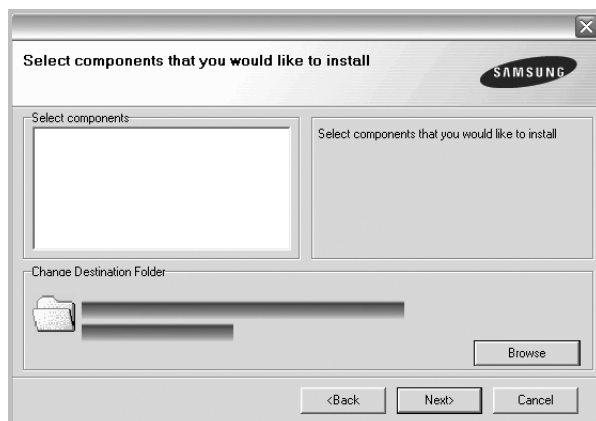 Select components that you would like to install
SAMSUNG
Select components
Select components that you would like to install
Change Destination Folder
Browse
<Back
Next>
Cancel